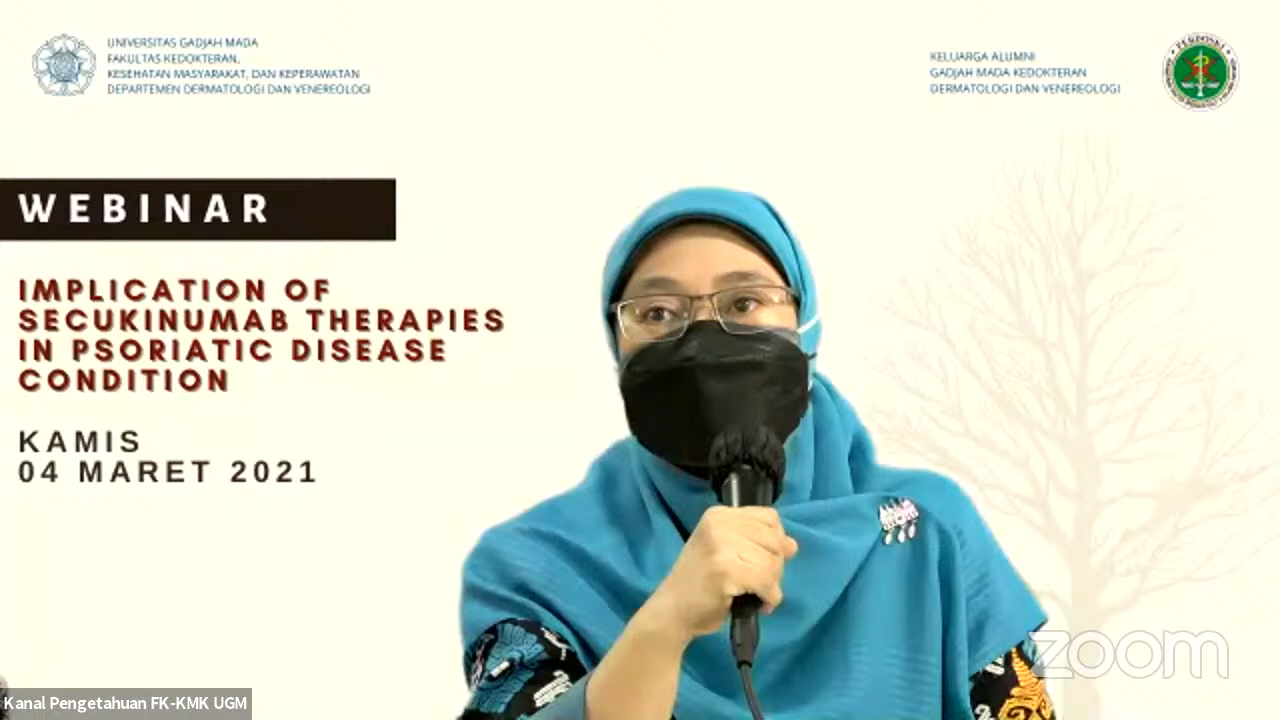 UNIVERSITAS GADJAH MADA
FAKULTAS KEDOKTERAN,
KESEHATAN MASYARAKAT, DAN KEPERAWATAN
DEPARTEMEN DERMATOLOGI DAN VENEREOLOGI
KELUARGA ALUMNI
GADJAH MADA KEDOKTERAN
DERMATOLOGI DAN VENEREOLOGI
PERDOSKI
WEBINAR
IMPLICATION OF
SECUKINUMAB THERAPIES
IN PSORIATIC DISEASE
CONDITION
KAMIS
04 MARET 2021
zoom
Kanal Pengetahuan FK-KMK UGM